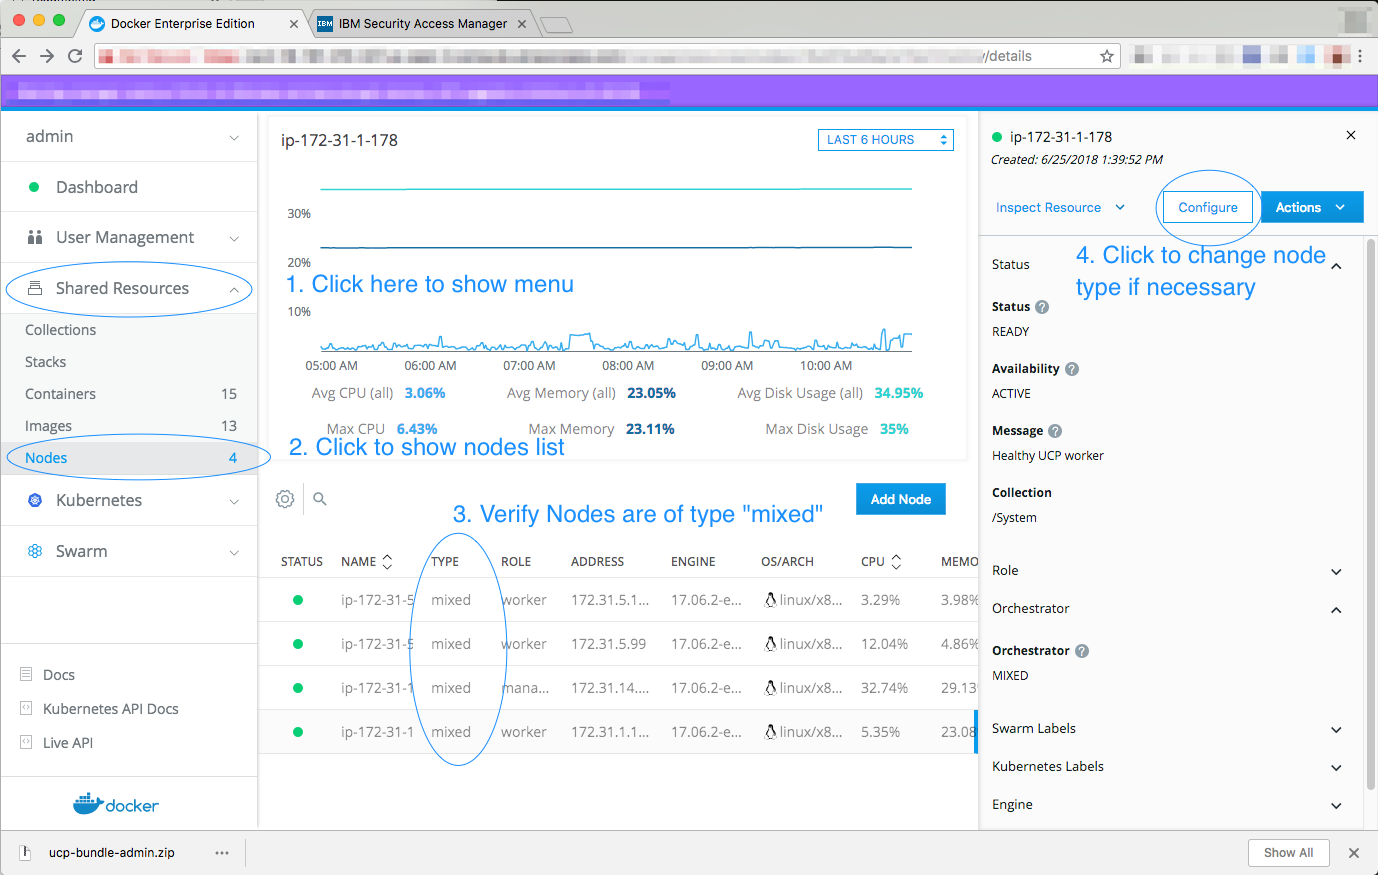 Docker Enterprise Edition
IBM IBM Security Access Manager
/details
admin
Dashboard
User Management
Shared Resources
Collections
Stacks
Containers 15
Images 13
Nodes 4
Kubernetes
Swarm
Docs
Kubernetes API Docs
Live API
docker
ip-172-31-1-178
LAST 6 HOURS
30%
20%
1. Click here to show menu
10%
05:00 AM 06:00 AM 07:00 AM 08:00 AM 09:00 AM 10:00 AM
Avg CPU (all) 3.06% Avg Memory (all) 23.05% Avg Disk Usage (all) 34.95%
Max CPU 6.43% Max Memory 23.11% Max Disk Usage 35%
2. Click to show nodes list
Add Node
3. Verify Nodes are of type "mixed"
STATUS NAME TYPE ROLE ADDRESS ENGINE OS/ARCH CPU MEMO
ip-172-31-5 mixed worker 172.31.5.1... 17.06.2-e... linux/x8... 3.29% 3.98%
ip-172-31-5 mixed worker 172.31.5.99 17.06.2-e... linux/x8... 12.04% 4.86%
ip-172-31-1 mixed mana... 172.31.14.... 17.06.2-e... linux/x8... 32.74% 29.13
ip-172-31-1 mixed worker 172.31.1.1... 17.06.2-e... linux/x8... 5.35% 23.08
ip-172-31-1-178
Created: 6/25/2018 1:39:52 PM
Inspect Resource Configure Actions
4. Click to change node
type if necessary
Status
Status ?
READY
Availability ?
ACTIVE
Message ?
Healthy UCP worker
Collection
/System
Role
Orchestrator
Orchestrator ?
MIXED
Swarm Labels
Kubernetes Labels
Engine
ucp-bundle-admin.zip
Show All